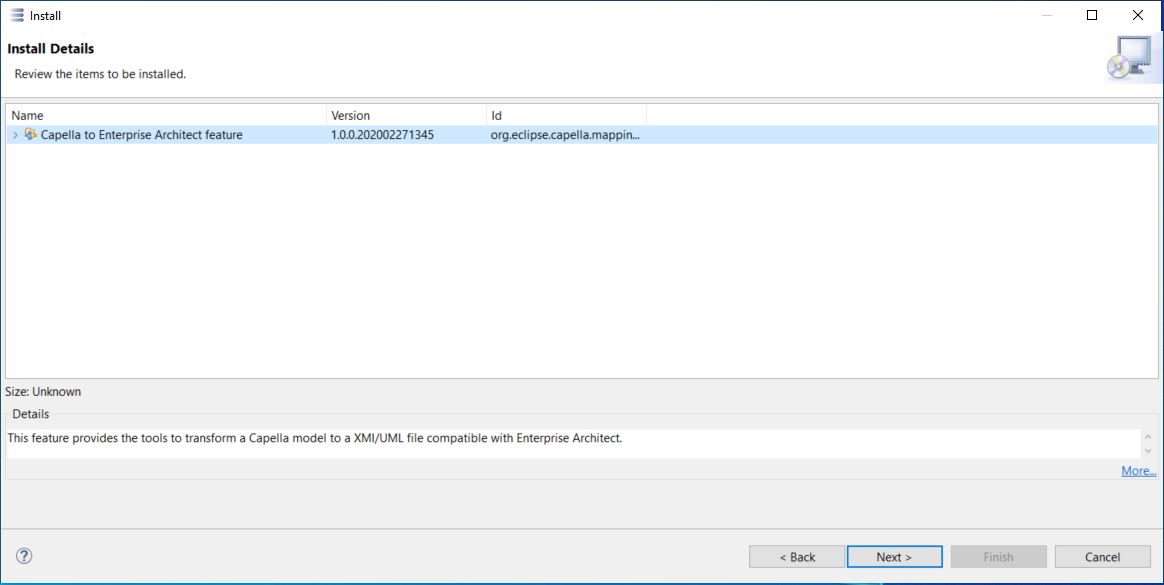 Install
Install Details
Review the items to be installed.
Name Version Id
Capella to Enterprise Architect feature 1.0.0.202002271345 org.eclipse.capella.mappin...
Size: Unknown
Details
This feature provides the tools to transform a Capella model to a XMI/UML file compatible with Enterprise Architect.
More...
? < Back Next > Finish Cancel